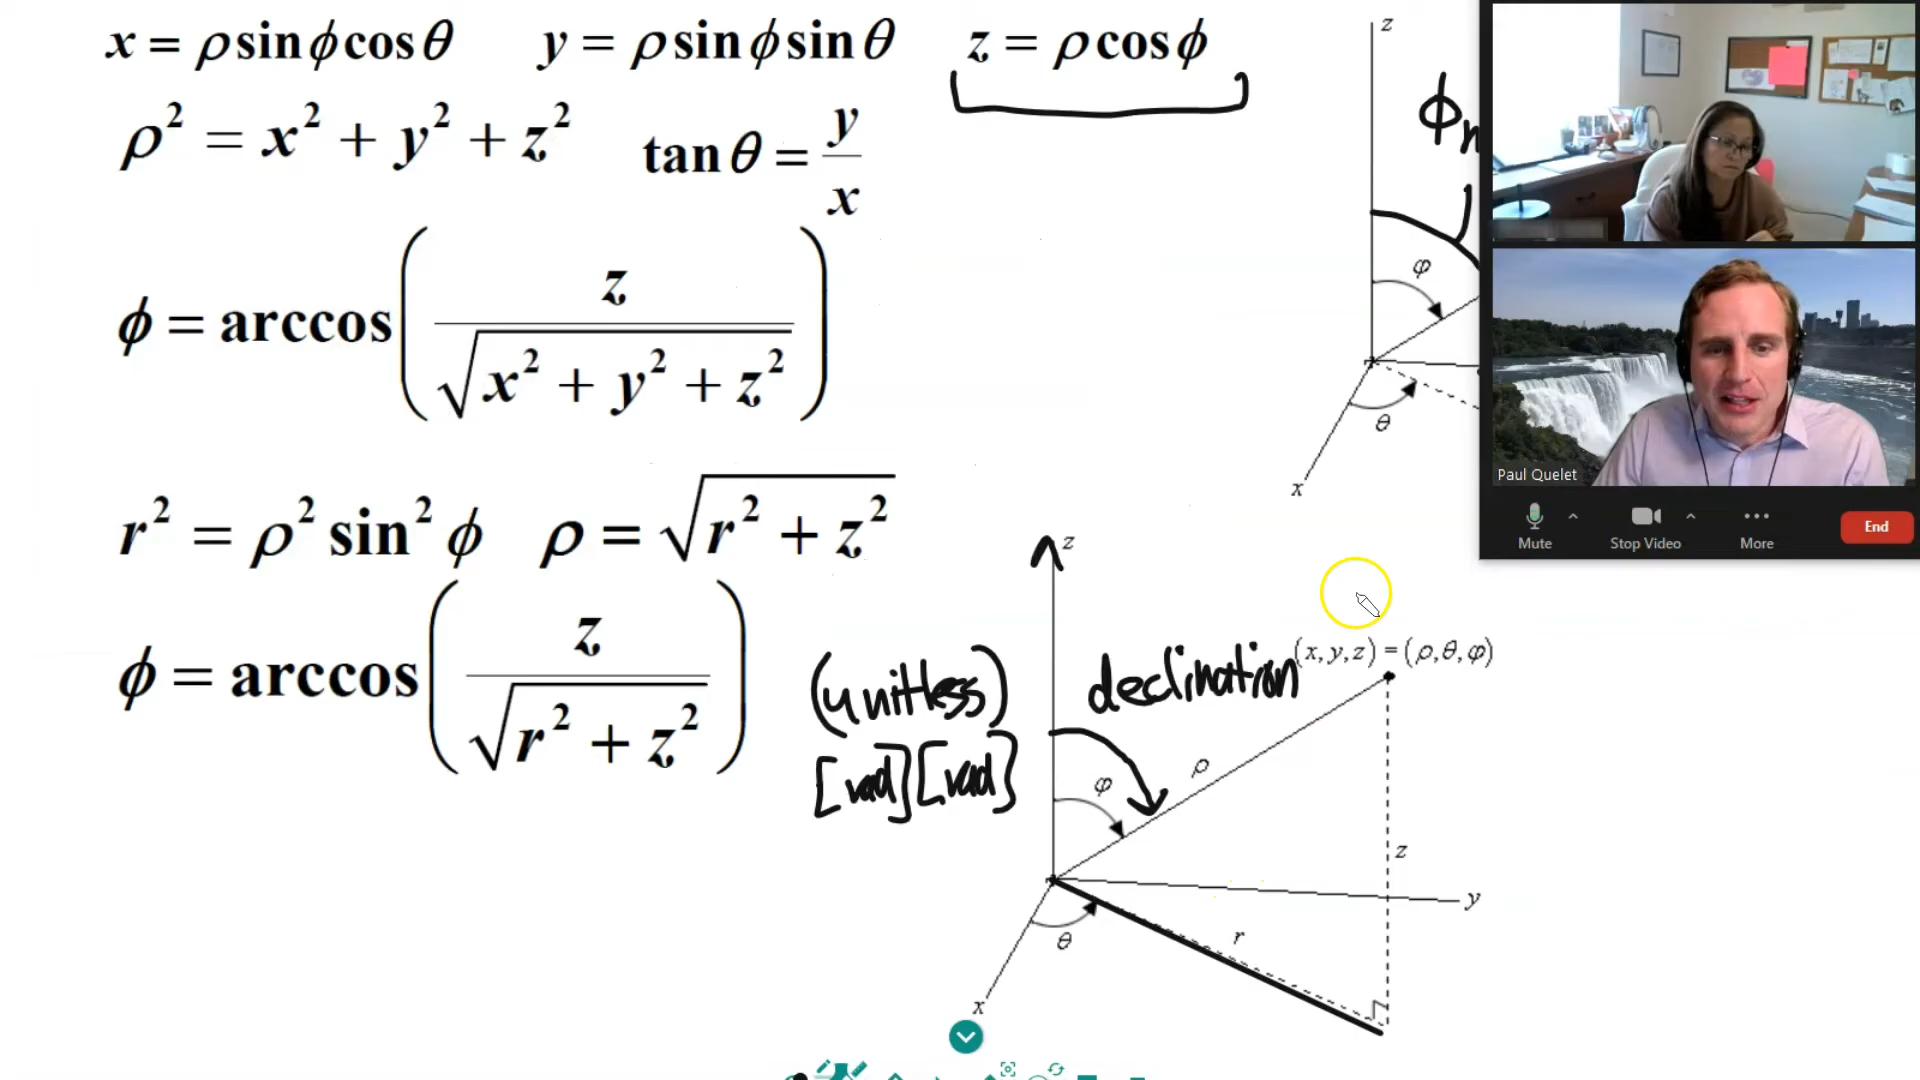 x = ρ sin ϕ cos θ y = ρ sin ϕ sin θ z = ρ cos ϕ
ρ² = x² + y² + z² tan θ = y/x
ϕ = arccos( z / √(x² + y² + z²) )
r² = ρ² sin² ϕ ρ = √(r² + z²)
ϕ = arccos( z / √(r² + z²) )
(unitless)
[rad][rad]
z
ϕ
φ
θ
x
z
declination
(x,y,z) = (ρ,θ,φ)
ρ
φ
z
y
r
θ
x
Paul Quelet
Mute
Stop Video
More
End